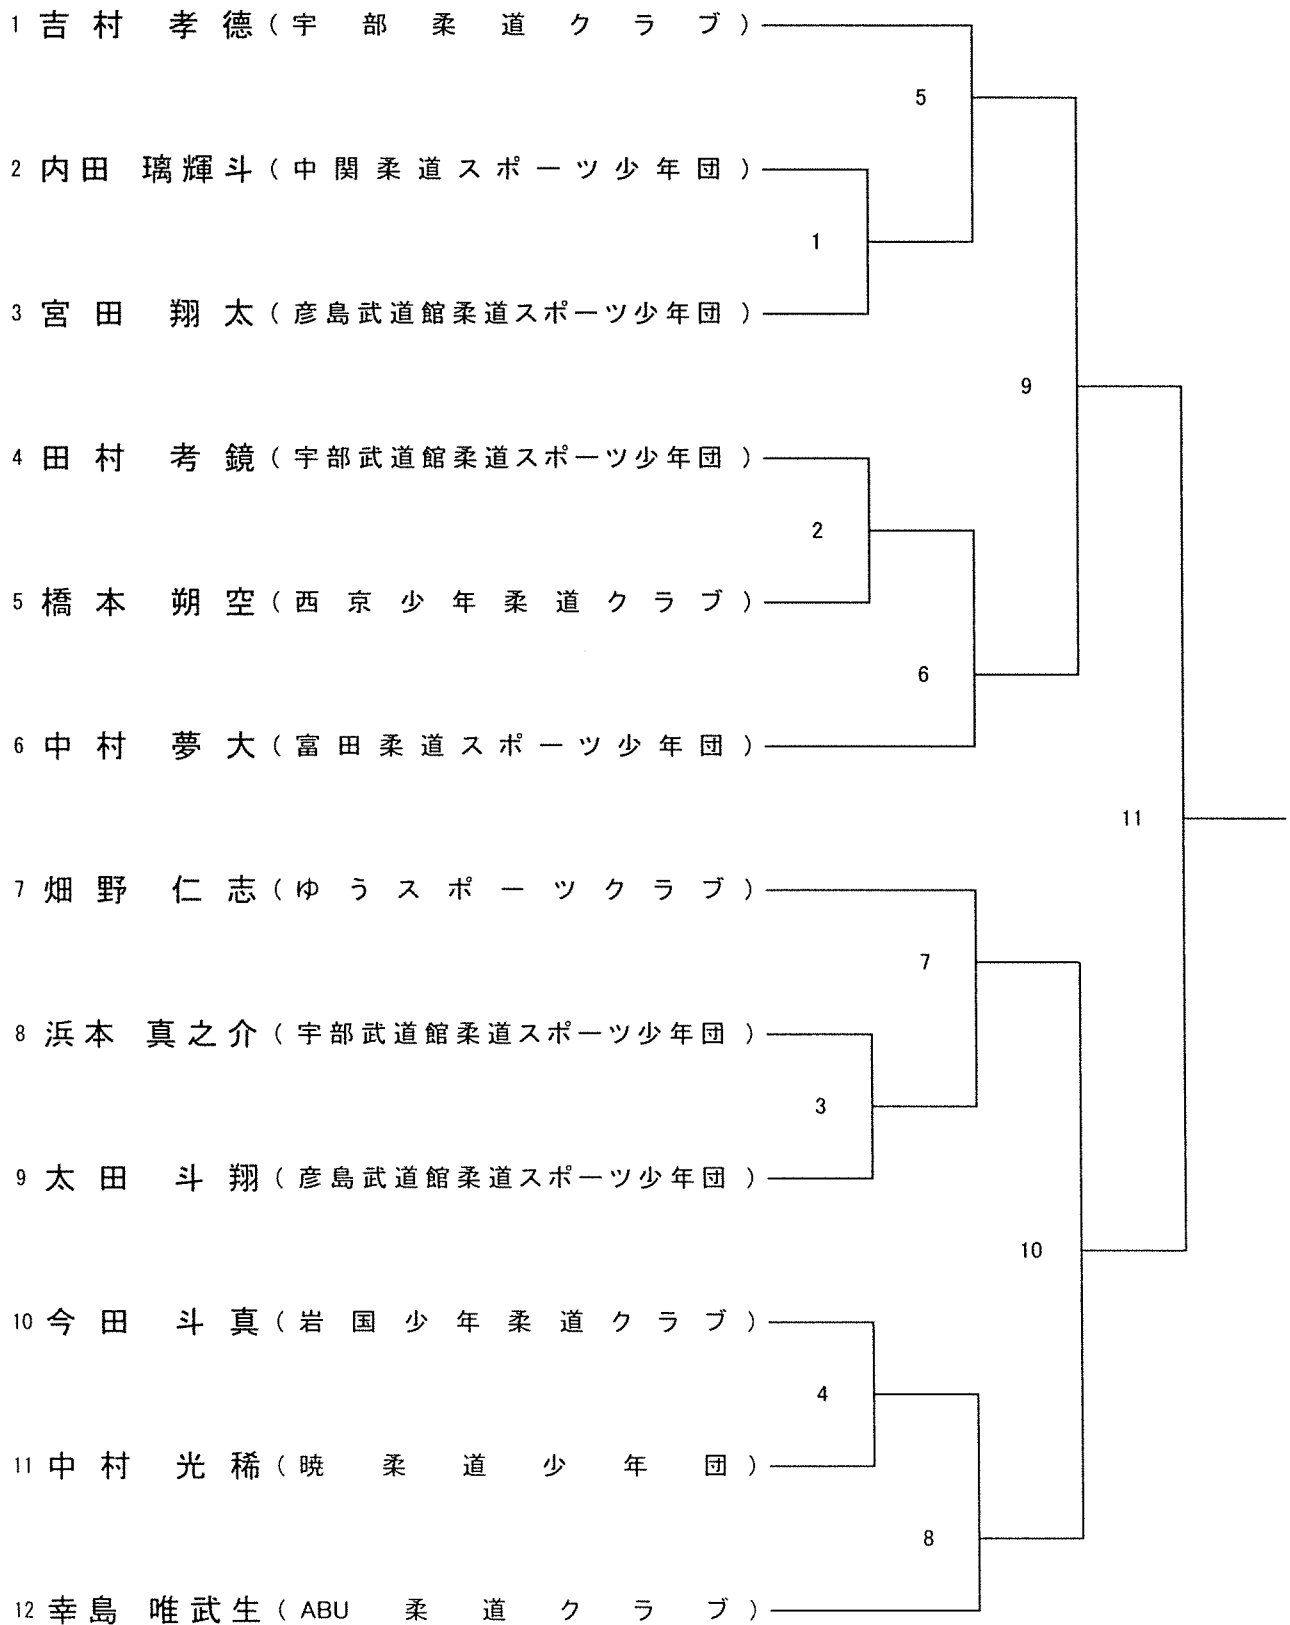 1 吉村 孝徳 (宇部柔道クラブ)
5
2 内田 璃輝斗 (中関柔道スポーツ少年団)
1
3 宮田 翔太 (彦島武道館柔道スポーツ少年団)
9
4 田村 考鏡 (宇部武道館柔道スポーツ少年団)
2
5 橋本 朔空 (西京少年柔道クラブ)
6
6 中村 夢大 (富田柔道スポーツ少年団)
11
7 畑野 仁志 (ゆうスポーツクラブ)
7
8 浜本 真之介 (宇部武道館柔道スポーツ少年団)
3
9 太田 斗翔 (彦島武道館柔道スポーツ少年団)
10
10 今田 斗真 (岩国少年柔道クラブ)
4
11 中村 光稀 (暁柔道少年団)
8
12 幸島 唯武生 (ABU柔道クラブ)